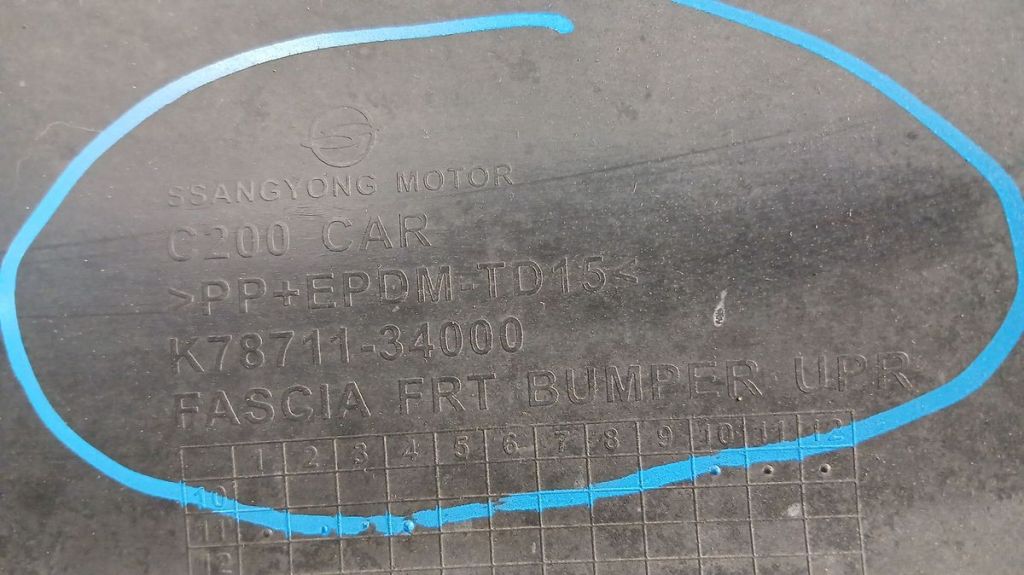 SSANGYONG MOTOR
C200 CAR
>PP+EPDM-TD15<
K78711-34000
FASCIA FRT BUMPER UPR
1 2 3 4 5 6 7 8 9 10 11 12
10
11
12